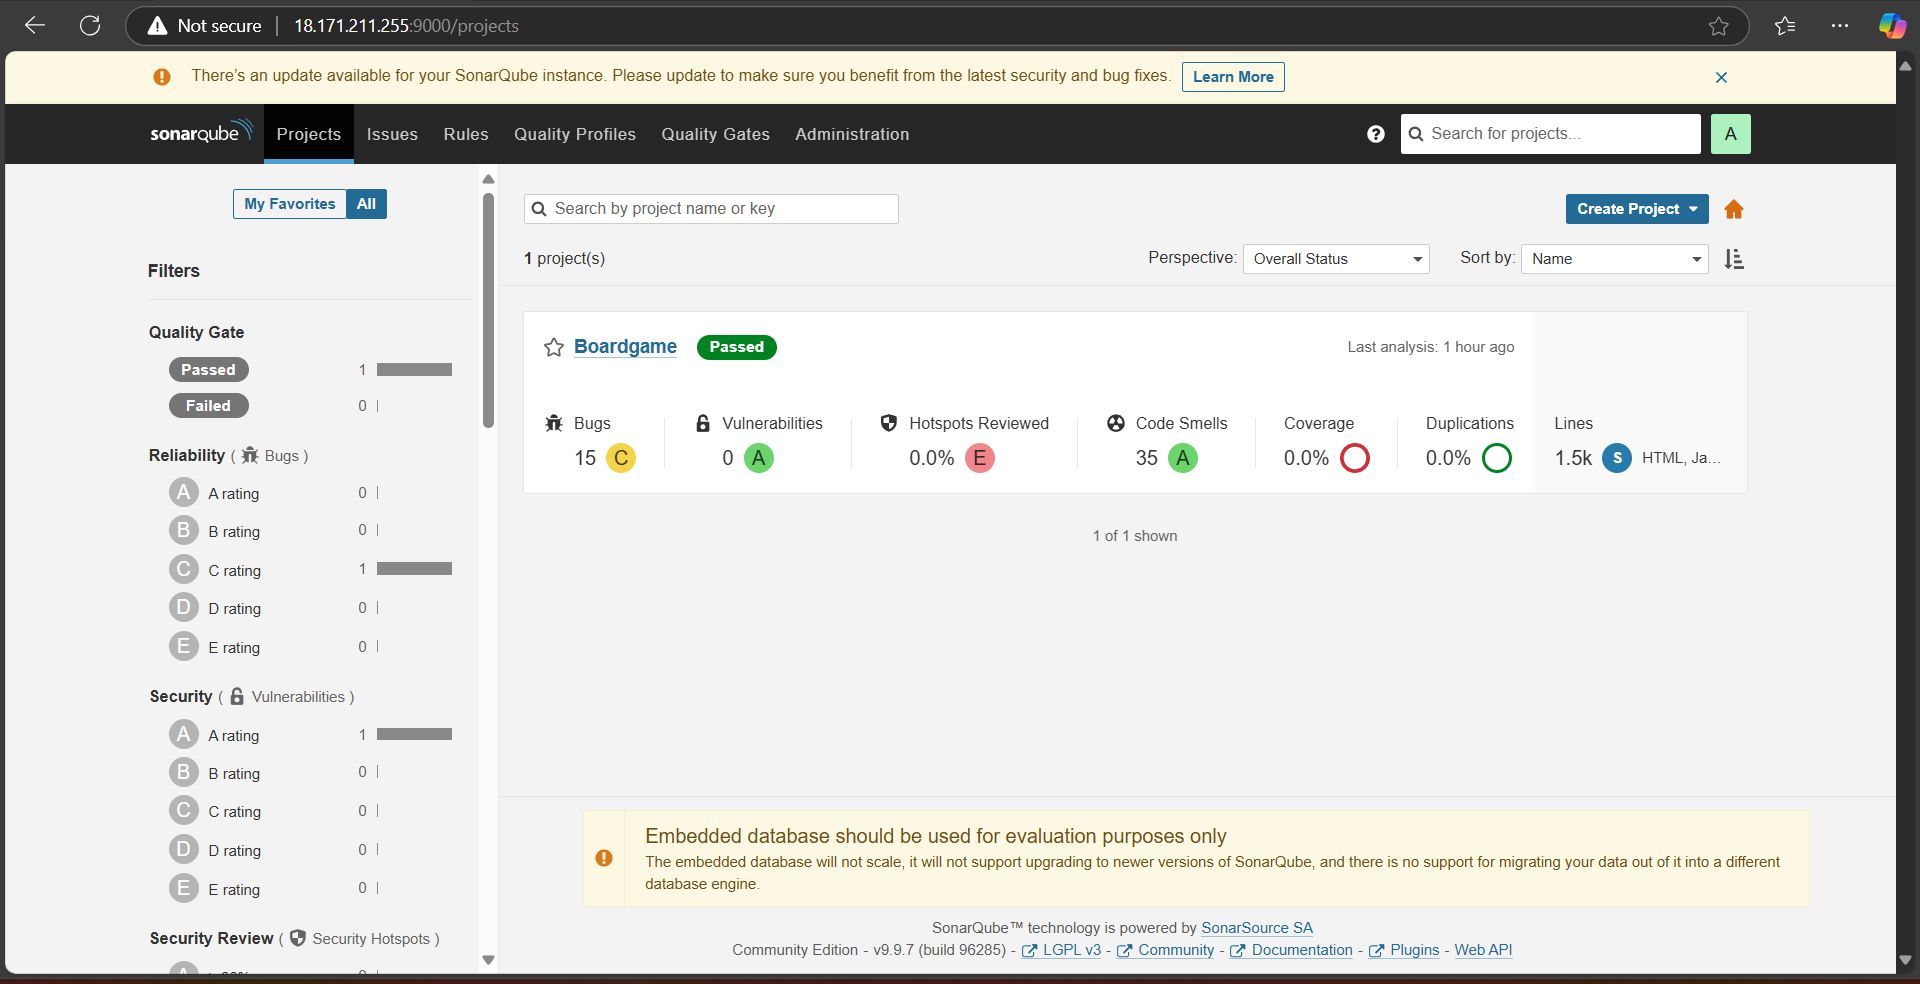 Not secure 18.171.211.255:9000/projects
There's an update available for your SonarQube instance. Please update to make sure you benefit from the latest security and bug fixes. Learn More
sonarqube Projects Issues Rules Quality Profiles Quality Gates Administration Search for projects... A
My Favorites All
Search by project name or key
Create Project
1 project(s)
Perspective: Overall Status
Sort by: Name
Filters
Quality Gate
Passed 1
Failed 0
Reliability ( Bugs )
A A rating 0
B B rating 0
C C rating 1
D D rating 0
E E rating 0
Security ( Vulnerabilities )
A A rating 1
B B rating 0
C C rating 0
D D rating 0
E E rating 0
Security Review ( Security Hotspots )
Boardgame Passed Last analysis: 1 hour ago
Bugs Vulnerabilities Hotspots Reviewed Code Smells Coverage Duplications Lines
15 C 0 A 0.0% E 35 A 0.0% 0.0% 1.5k S HTML, Ja...
1 of 1 shown
Embedded database should be used for evaluation purposes only
The embedded database will not scale, it will not support upgrading to newer versions of SonarQube, and there is no support for migrating your data out of it into a different
database engine.
SonarQube™ technology is powered by SonarSource SA
Community Edition - v9.9.7 (build 96285) - LGPL v3 - Community - Documentation - Plugins - Web API